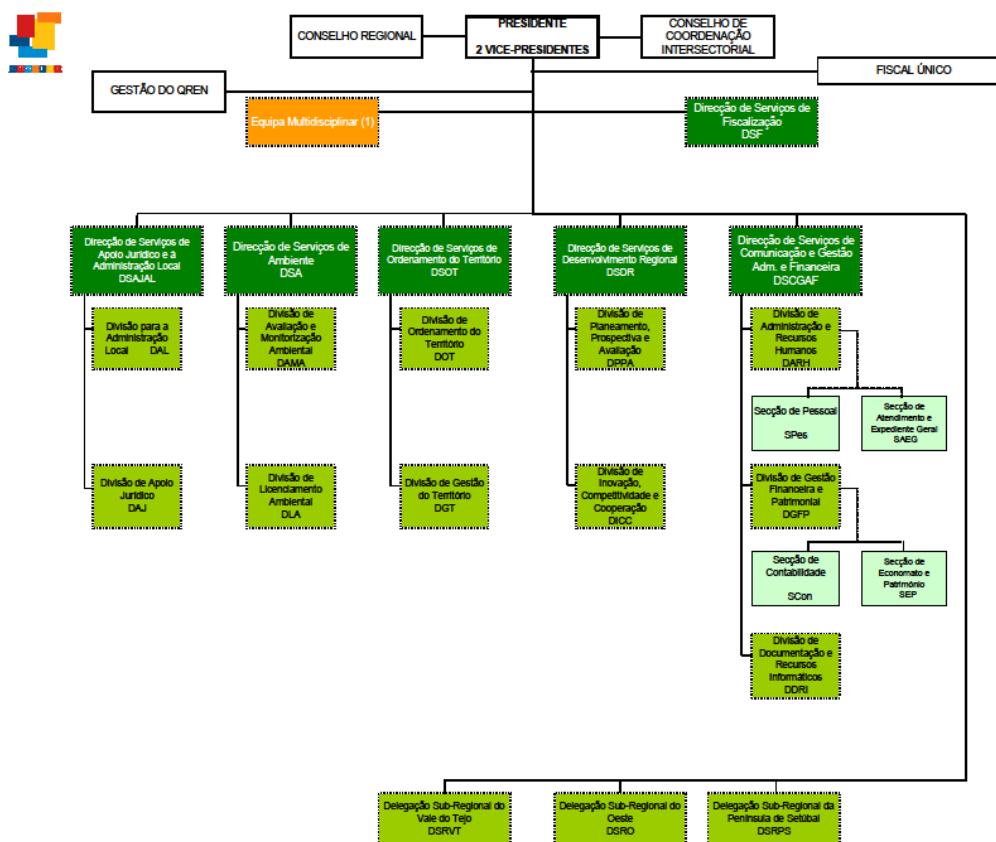 CONSELHO REGIONAL
PRESIDENTE
2 VICE-PRESIDENTES
CONSELHO DE
COORDENAÇÃO
INTERSECTORIAL
FISCAL ÚNICO
GESTÃO DO QREN
Equipa Multidisciplinar (1)
Direcção de Serviços de
Fiscalização
DSF
Direcção de Serviços de
Apoio Jurídico e à
Administração Local
DSAJAL
Direcção de Serviços de
Ambiente
DSA
Direcção de Serviços de
Ordenamento do Território
DSOT
Direcção de Serviços de
Desenvolvimento Regional
DSDR
Direcção de Serviços de
Comunicação e Gestão
Adm. e Financeira
DSCGAF
Divisão para a
Administração
Local DAL
Divisão de
Avaliação e
Monitorização
Ambiental
DAMA
Divisão de
Ordenamento do
Território
DOT
Divisão de
Planeamento,
Prospectiva e
Avaliação
DPPA
Divisão de
Administração e
Recursos
Humanos
DARH
Secção de Pessoal
SPes
Secção de
Atendimento e
Expediente Geral
SAEG
Divisão de Apoio
Jurídico
DAJ
Divisão de
Licenciamento
Ambiental
DLA
Divisão de Gestão
do Território
DGT
Divisão de
Inovação,
Competitividade e
Cooperação
DICC
Divisão de Gestão
Financeira e
Patrimonial
DGFP
Secção de
Contabilidade
SCon
Secção de
Economato e
Património
SEP
Divisão de
Documentação e
Recursos
Informáticos
DDRI
Delegação Sub-Regional do
Vale do Tejo
DSRVT
Delegação Sub-Regional do
Oeste
DSRO
Delegação Sub-Regional da
Península de Setúbal
DSRPS